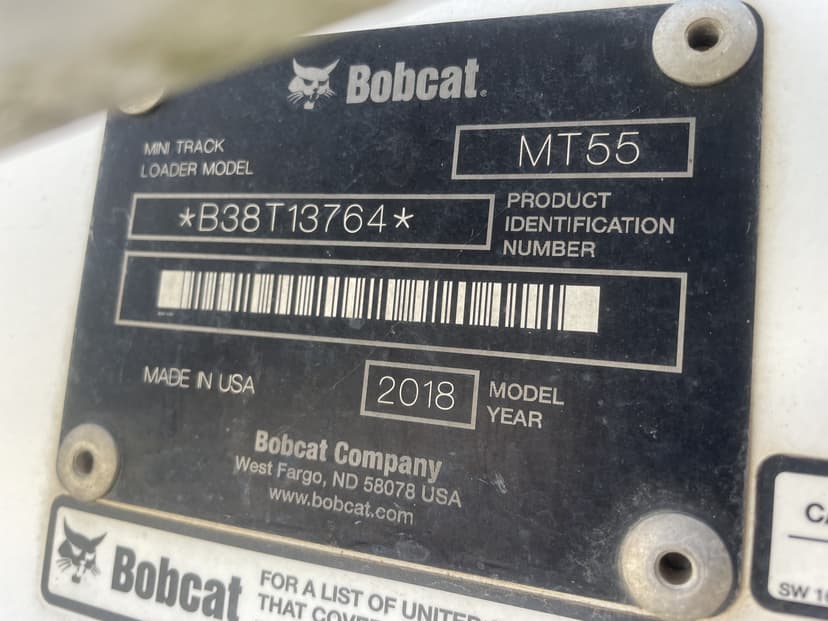 Bobcat.
MINI TRACK
LOADER MODEL
MT55
*B38T13764*
PRODUCT
IDENTIFICATION
NUMBER
MADE IN USA
2018
MODEL
YEAR
Bobcat Company
West Fargo, ND 58078 USA
www.bobcat.com
Bobcat
FOR A LIST OF UNITED
THAT
SW